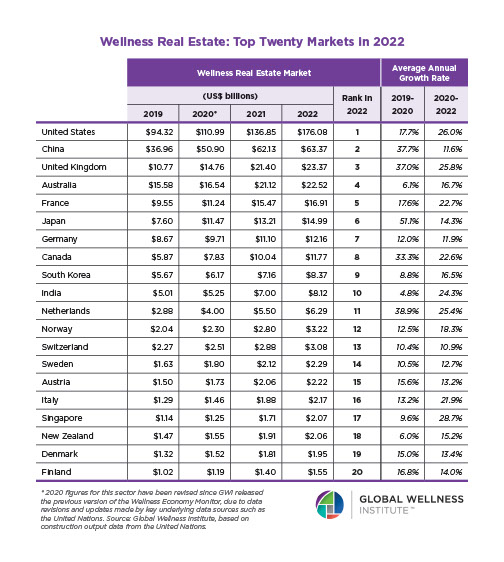 Wellness Real Estate: Top Twenty Markets in 2022
Wellness Real Estate Market
Average Annual
Growth Rate
(US$ billions)
Rank in
2022
2019-
2020
2020-
2022
2019 2020* 2021 2022
United States $94.32 $110.99 $136.85 $176.08 1 17.7% 26.0%
China $36.96 $50.90 $62.13 $63.37 2 37.7% 11.6%
United Kingdom $10.77 $14.76 $21.40 $23.37 3 37.0% 25.8%
Australia $15.58 $16.54 $21.12 $22.52 4 6.1% 16.7%
France $9.55 $11.24 $15.47 $16.91 5 17.6% 22.7%
Japan $7.60 $11.47 $13.21 $14.99 6 51.1% 14.3%
Germany $8.67 $9.71 $11.10 $12.16 7 12.0% 11.9%
Canada $5.87 $7.83 $10.04 $11.77 8 33.3% 22.6%
South Korea $5.67 $6.17 $7.16 $8.37 9 8.8% 16.5%
India $5.01 $5.25 $7.00 $8.12 10 4.8% 24.3%
Netherlands $2.88 $4.00 $5.50 $6.29 11 38.9% 25.4%
Norway $2.04 $2.30 $2.80 $3.22 12 12.5% 18.3%
Switzerland $2.27 $2.51 $2.88 $3.08 13 10.4% 10.9%
Sweden $1.63 $1.80 $2.12 $2.29 14 10.5% 12.7%
Austria $1.50 $1.73 $2.06 $2.22 15 15.6% 13.2%
Italy $1.29 $1.46 $1.88 $2.17 16 13.2% 21.9%
Singapore $1.14 $1.25 $1.71 $2.07 17 9.6% 28.7%
New Zealand $1.47 $1.55 $1.91 $2.06 18 6.0% 15.2%
Denmark $1.32 $1.52 $1.81 $1.95 19 15.0% 13.4%
Finland $1.02 $1.19 $1.40 $1.55 20 16.8% 14.0%
* 2020 figures for this sector have been revised since GWI released
the previous version of the Wellness Economy Monitor, due to data
revisions and updates made by key underlying data sources such as
the United Nations. Source: Global Wellness Institute, based on
construction output data from the United Nations.
GLOBAL WELLNESS
INSTITUTE™